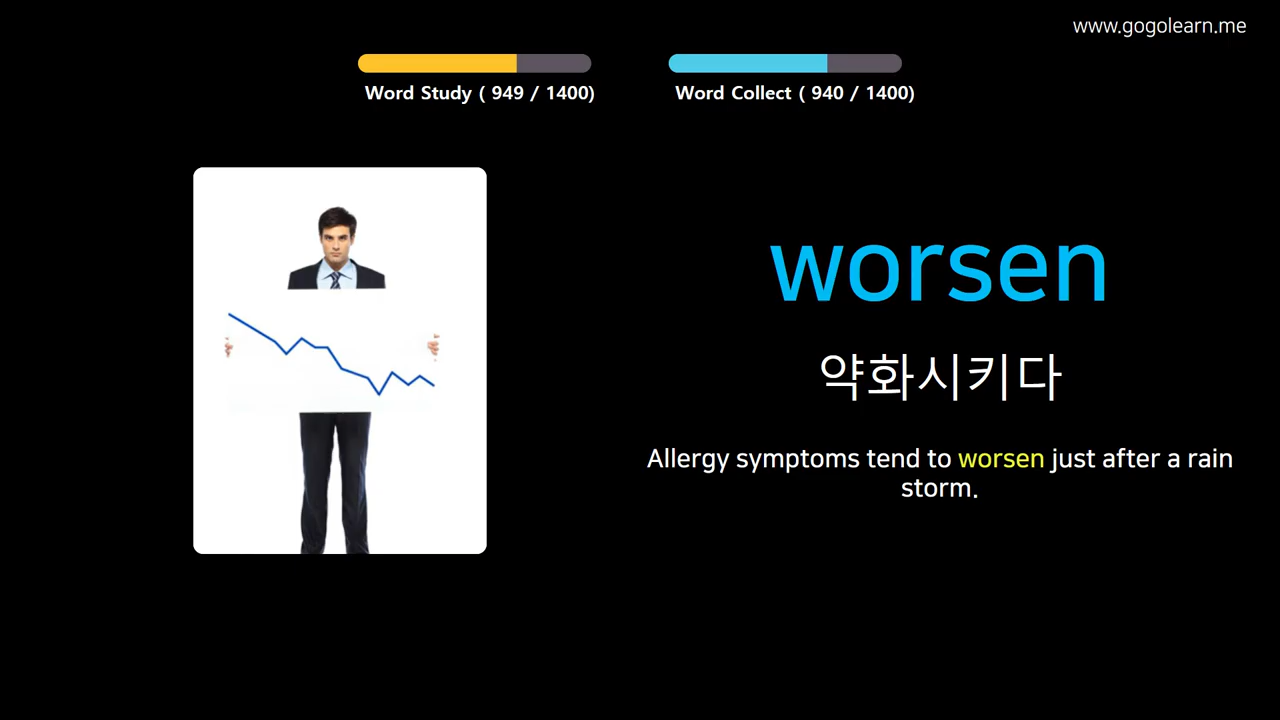 www.gogolearn.me
Word Study ( 949 / 1400)
Word Collect ( 940 / 1400)
worsen
약화시키다
Allergy symptoms tend to worsen just after a rain
storm.